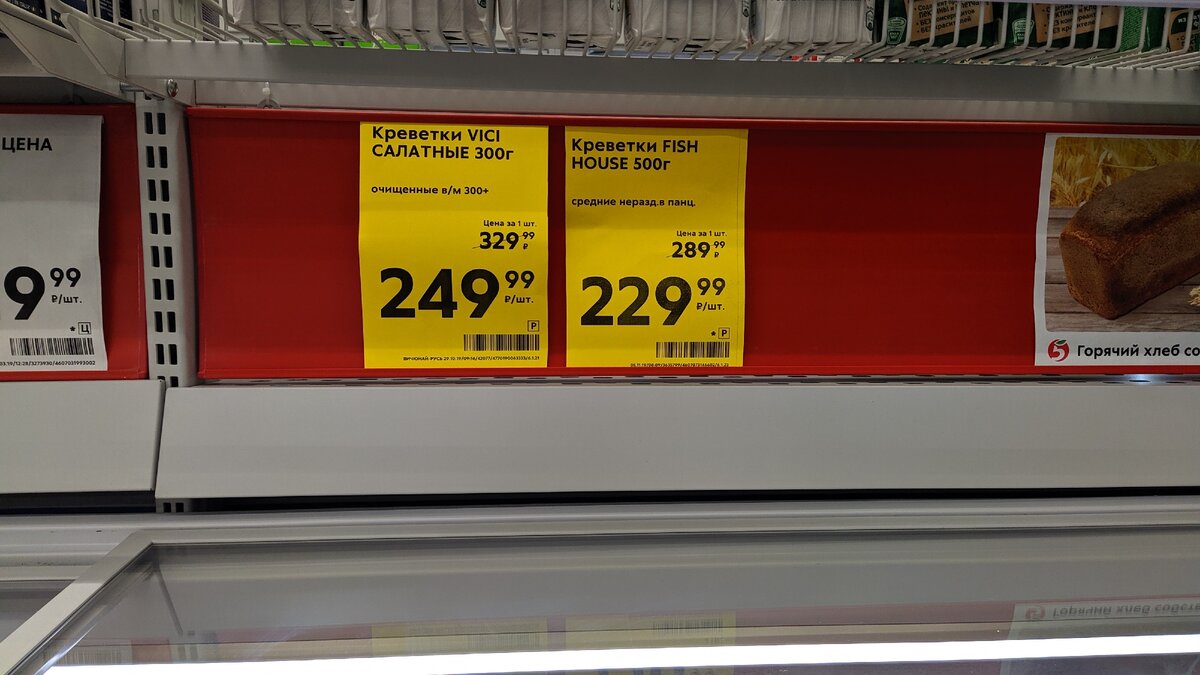 ЦЕНА
9 99
₽/шт.
* Ц
Креветки VICI
САЛАТНЫЕ 300г
очищенные в/м 300+
Цена за 1 шт.
329 99
₽
249 99
₽/шт.
Р
Креветки FISH
HOUSE 500г
средние неразд.в панц.
Цена за 1 шт.
289 99
₽
229 99
₽/шт.
* Р
5
Горячий хлеб со